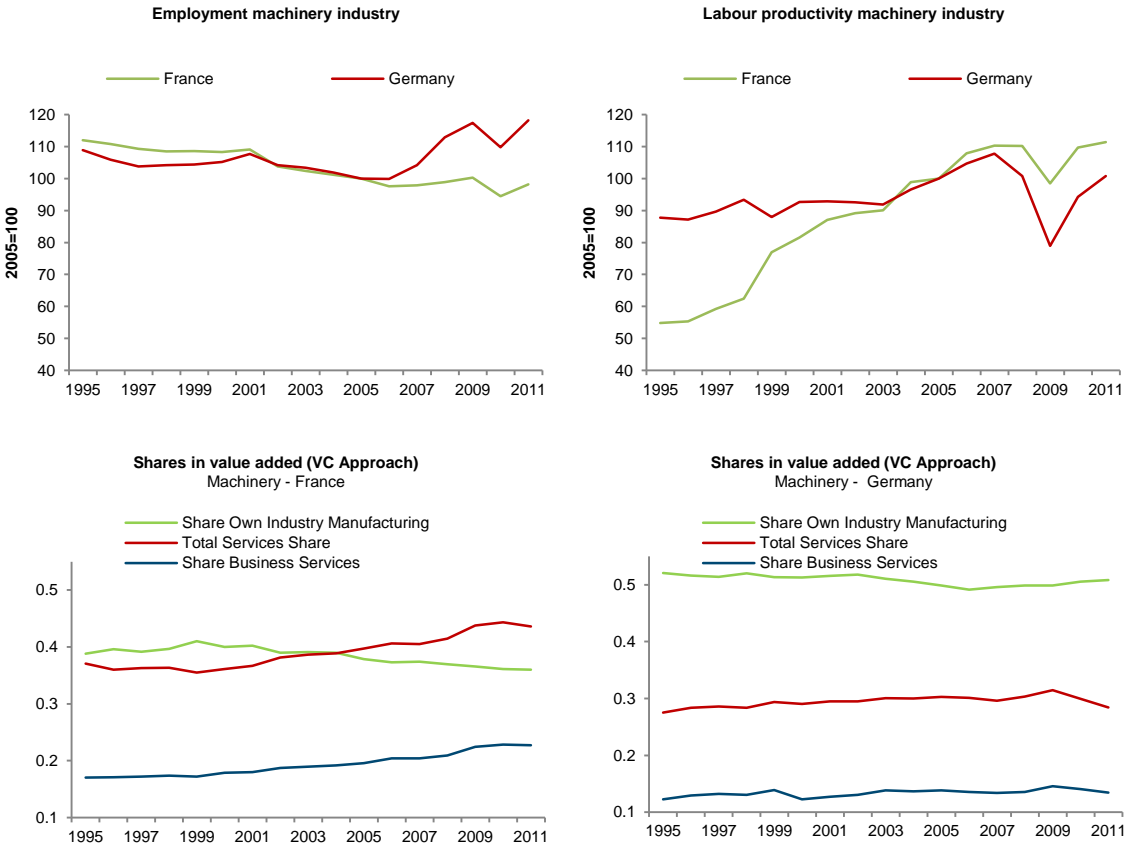 Employment machinery industry
France Germany
2005=100
120
110
100
90
80
70
60
50
40
1995 1997 1999 2001 2003 2005 2007 2009 2011
Labour productivity machinery industry
France Germany
2005=100
120
110
100
90
80
70
60
50
40
1995 1997 1999 2001 2003 2005 2007 2009 2011
Shares in value added (VC Approach)
Machinery - France
Share Own Industry Manufacturing
Total Services Share
Share Business Services
0.5
0.4
0.3
0.2
0.1
1995 1997 1999 2001 2003 2005 2007 2009 2011
Shares in value added (VC Approach)
Machinery - Germany
Share Own Industry Manufacturing
Total Services Share
Share Business Services
0.5
0.4
0.3
0.2
0.1
1995 1997 1999 2001 2003 2005 2007 2009 2011